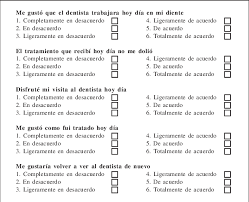 Me gustó que el dentista trabajara hoy día en mi diente
1. Completamente en desacuerdo 4. Ligeramente de acuerdo
2. En desacuerdo 5. De acuerdo
3. Ligeramente en desacuerdo 6. Totalmente de acuerdo
El tratamiento que recibí hoy día no me dolió
1. Completamente en desacuerdo 4. Ligeramente de acuerdo
2. En desacuerdo 5. De acuerdo
3. Ligeramente en desacuerdo 6. Totalmente de acuerdo
Disfruté mi visita al dentista hoy día
1. Completamente en desacuerdo 4. Ligeramente de acuerdo
2. En desacuerdo 5. De acuerdo
3. Ligeramente en desacuerdo 6. Totalmente de acuerdo
Me gustó como fui tratado hoy día
1. Completamente en desacuerdo 4. Ligeramente de acuerdo
2. En desacuerdo 5. De acuerdo
3. Ligeramente en desacuerdo 6. Totalmente de acuerdo
Me gustaría volver a ver al dentista de nuevo
1. Completamente en desacuerdo 4. Ligeramente de acuerdo
2. En desacuerdo 5. De acuerdo
3. Ligeramente en desacuerdo 6. Totalmente de acuerdo